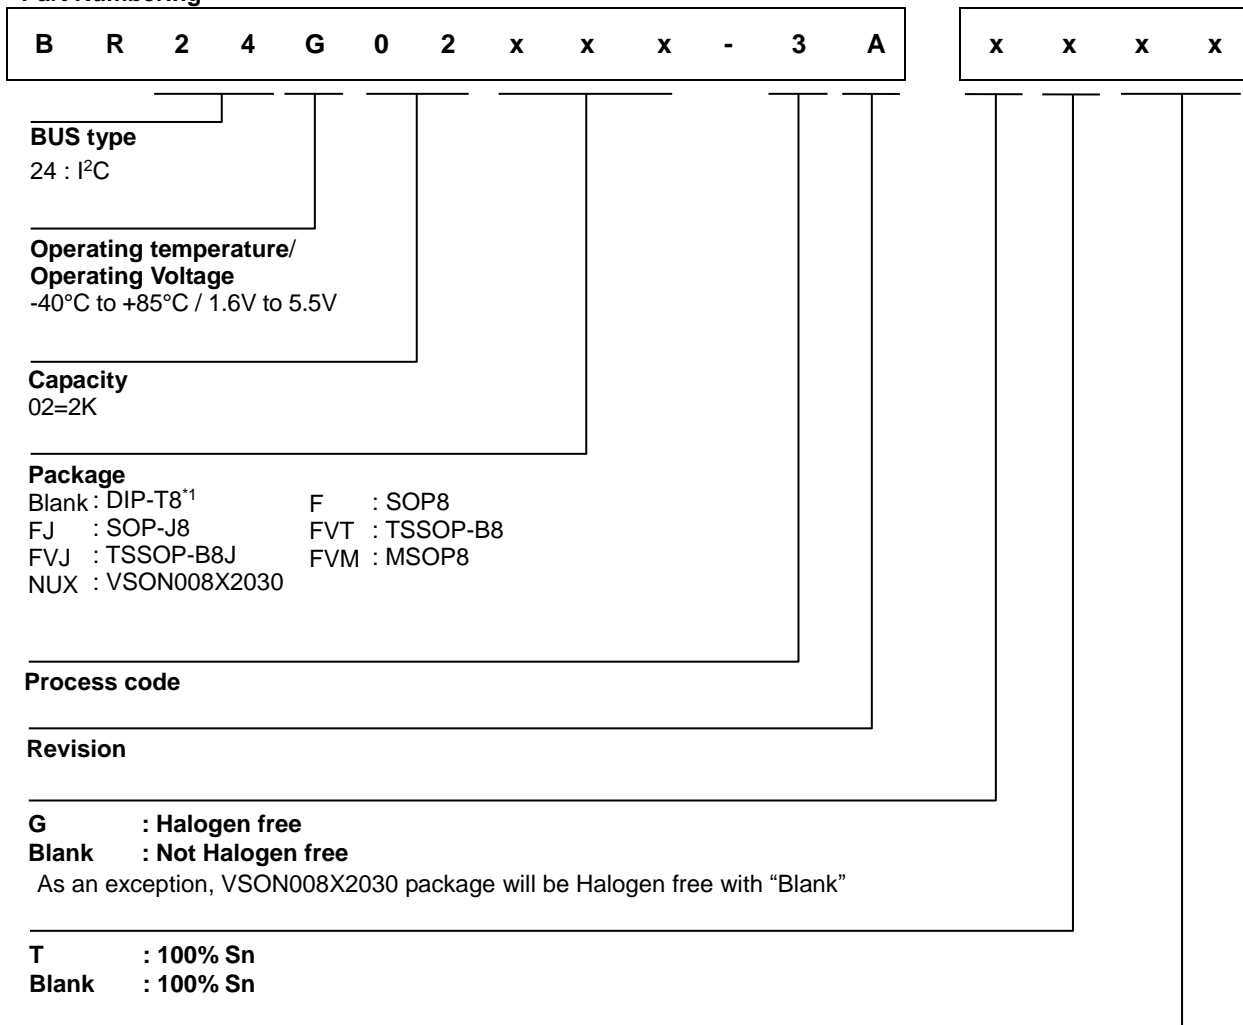 B R 2 4 G 0 2 x x x - 3 A x x x x
BUS type
24 : I²C
Operating temperature/
Operating Voltage
-40°C to +85°C / 1.6V to 5.5V
Capacity
02=2K
Package
Blank : DIP-T8*1 F : SOP8
FJ : SOP-J8 FVT : TSSOP-B8
FVJ : TSSOP-B8J FVM : MSOP8
NUX : VSON008X2030
Process code
Revision
G : Halogen free
Blank : Not Halogen free
As an exception, VSON008X2030 package will be Halogen free with “Blank”
T : 100% Sn
Blank : 100% Sn